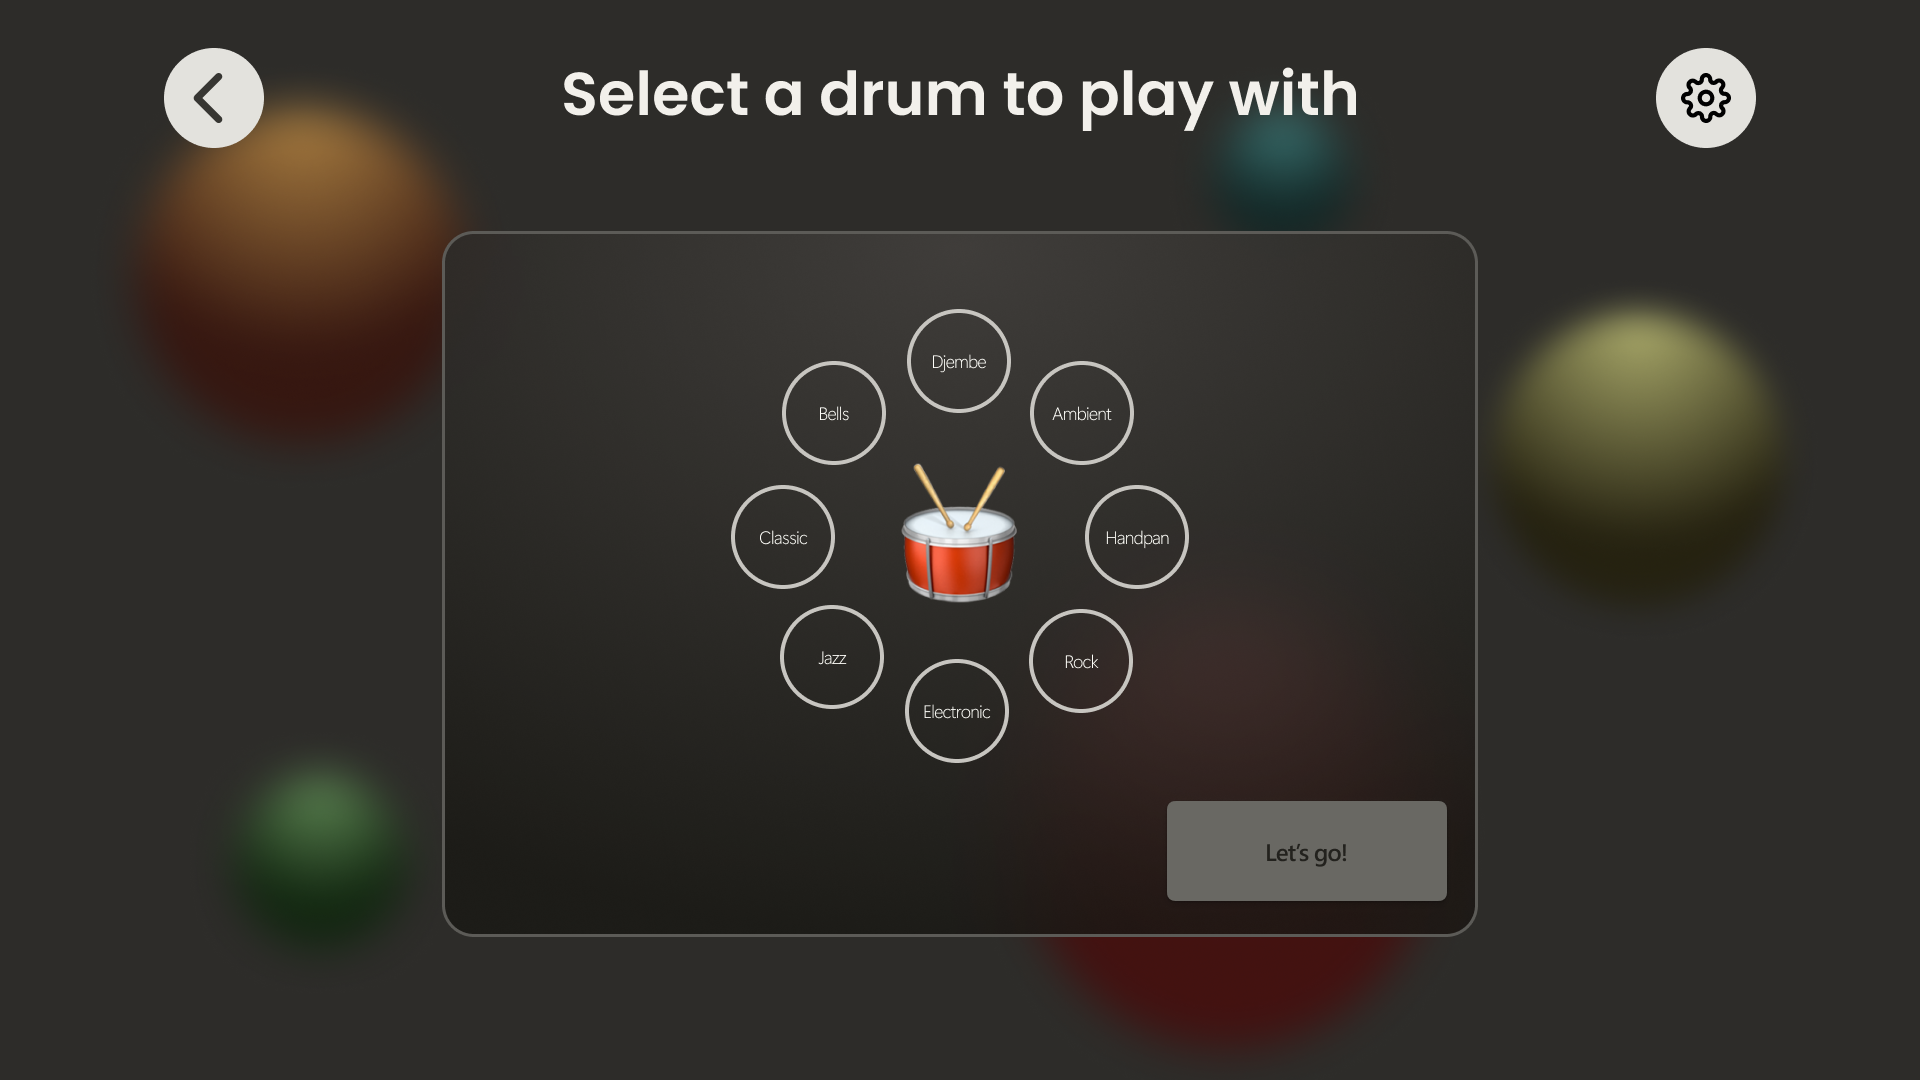 Select a drum to play with
Djembe
Bells
Ambient
Classic
Handpan
Jazz
Rock
Electronic
Let's go!